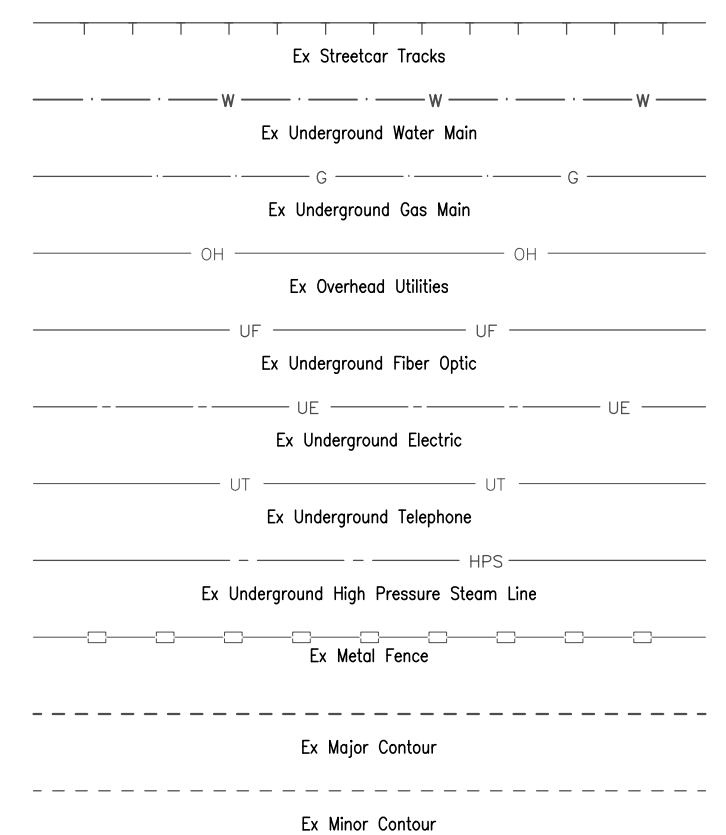 Ex Streetcar Tracks
W W
Ex Underground Water Main
G G
Ex Underground Gas Main
OH OH
Ex Overhead Utilities
UF UF
Ex Underground Fiber Optic
UE UE
Ex Underground Electric
UT UT
Ex Underground Telephone
HPS
Ex Underground High Pressure Steam Line
Ex Metal Fence
Ex Major Contour
Ex Minor Contour